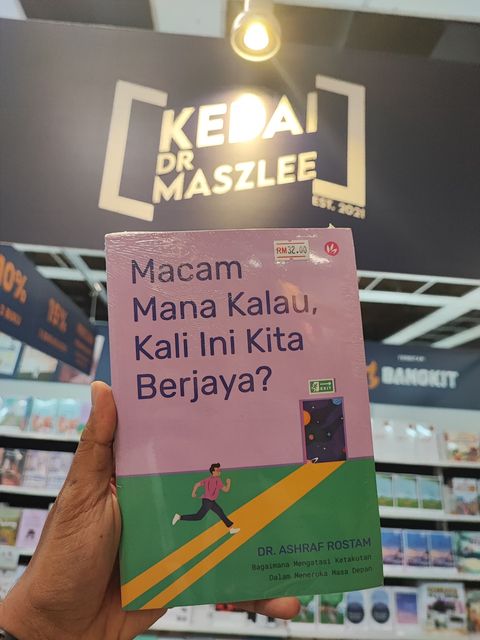 KEDAI
DR
MASZLEE
EST. 2021
RM32.00
Macam
Mana Kalau,
Kali Ini Kita
Berjaya?
EXIT
DR. ASHRAF ROSTAM
Bagaimana Mengatasi Ketakutan
Dalam Meneroka Masa Depan
BANGKIT